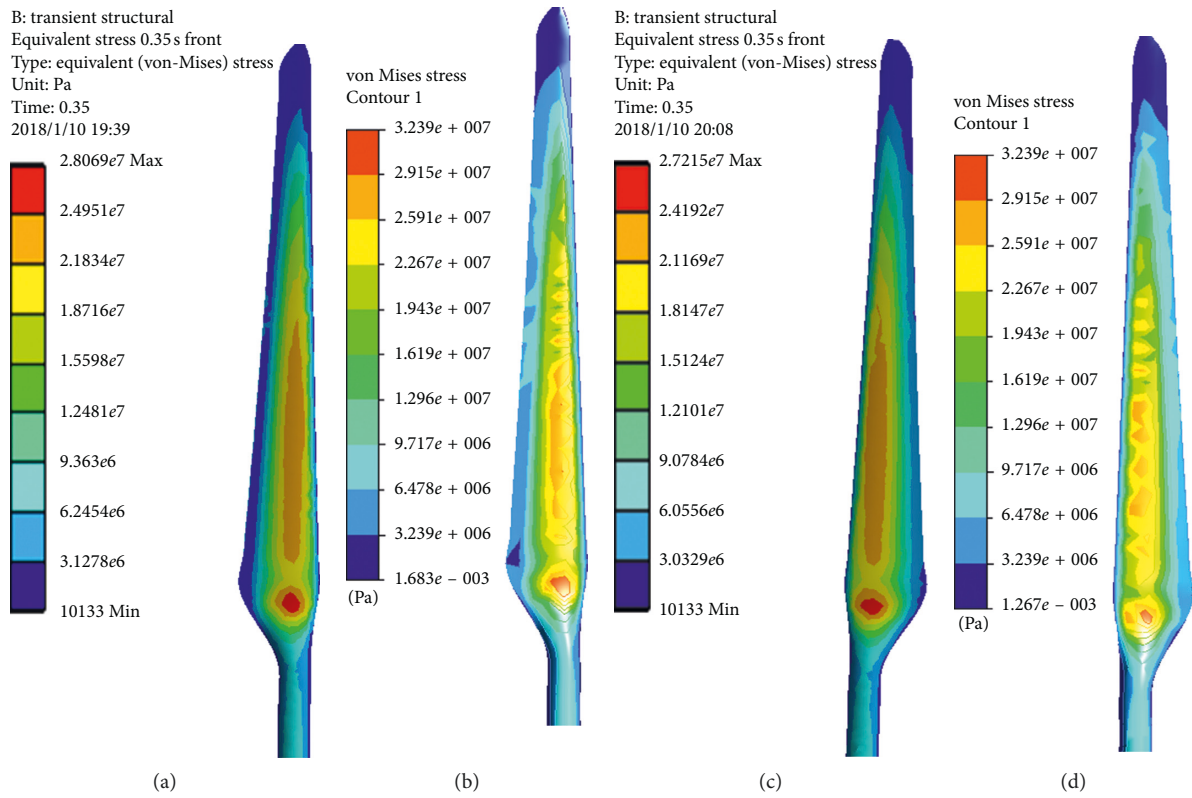 B: transient structural
Equivalent stress 0.35 s front
Type: equivalent (von-Mises) stress
Unit: Pa
Time: 0.35
2018/1/10 19:39
2.8069e7 Max
2.4951e7
2.1834e7
1.8716e7
1.5598e7
1.2481e7
9.363e6
6.2454e6
3.1278e6
10133 Min
(a)
von Mises stress
Contour 1
3.239e + 007
2.915e + 007
2.591e + 007
2.267e + 007
1.943e + 007
1.619e + 007
1.296e + 007
9.717e + 006
6.478e + 006
3.239e + 006
1.683e – 003
(Pa)
(b)
B: transient structural
Equivalent stress 0.35 s front
Type: equivalent (von-Mises) stress
Unit: Pa
Time: 0.35
2018/1/10 20:08
2.7215e7 Max
2.4192e7
2.1169e7
1.8147e7
1.5124e7
1.2101e7
9.0784e6
6.0556e6
3.0329e6
10133 Min
(c)
von Mises stress
Contour 1
3.239e + 007
2.915e + 007
2.591e + 007
2.267e + 007
1.943e + 007
1.619e + 007
1.296e + 007
9.717e + 006
6.478e + 006
3.239e + 006
1.267e – 003
(Pa)
(d)